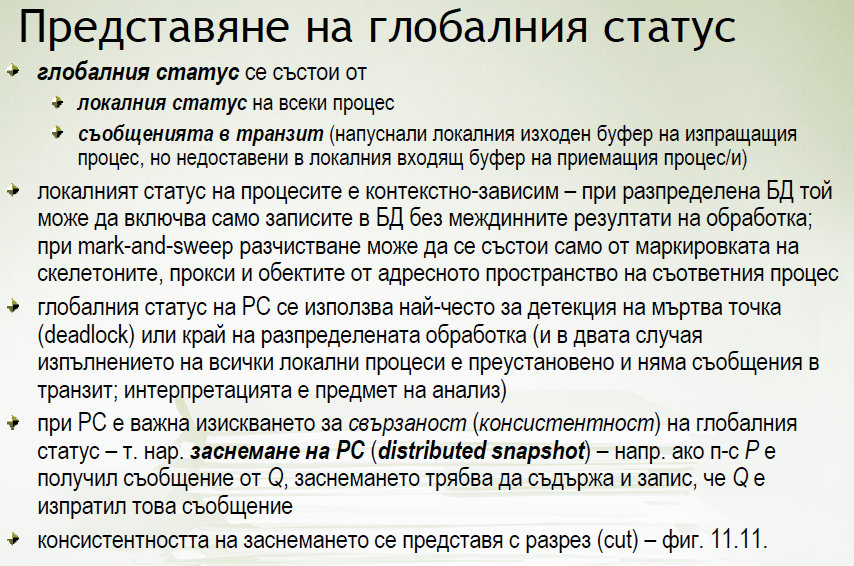 Представяне на глобалния статус
глобалния статус се състои от
локалния статус на всеки процес
съобщенията в транзит (напуснали локалния изходен буфер на изпращащия
процес, но недоставени в локалния входящ буфер на приемащия процес/и)
локалният статус на процесите е контекстно-зависим – при разпределена БД той
може да включва само записите в БД без междинните резултати на обработка;
при mark-and-sweep разчистване може да се състои само от маркировката на
скелетоните, прокси и обектите от адресното пространство на съответния процес
глобалния статус на РС се използва най-често за детекция на мъртва точка
(deadlock) или край на разпределената обработка (и в двата случая
изпълнението на всички локални процеси е преустановено и няма съобщения в
транзит; интерпретацията е предмет на анализ)
при РС е важна изискването за свързаност (консистентност) на глобалния
статус – т. нар. заснемане на РС (distributed snapshot) – напр. ако п-с P е
получил съобщение от Q, заснемането трябва да съдържа и запис, че Q е
изпратил това съобщение
консистентността на заснемането се представя с разрез (cut) – фиг. 11.11.